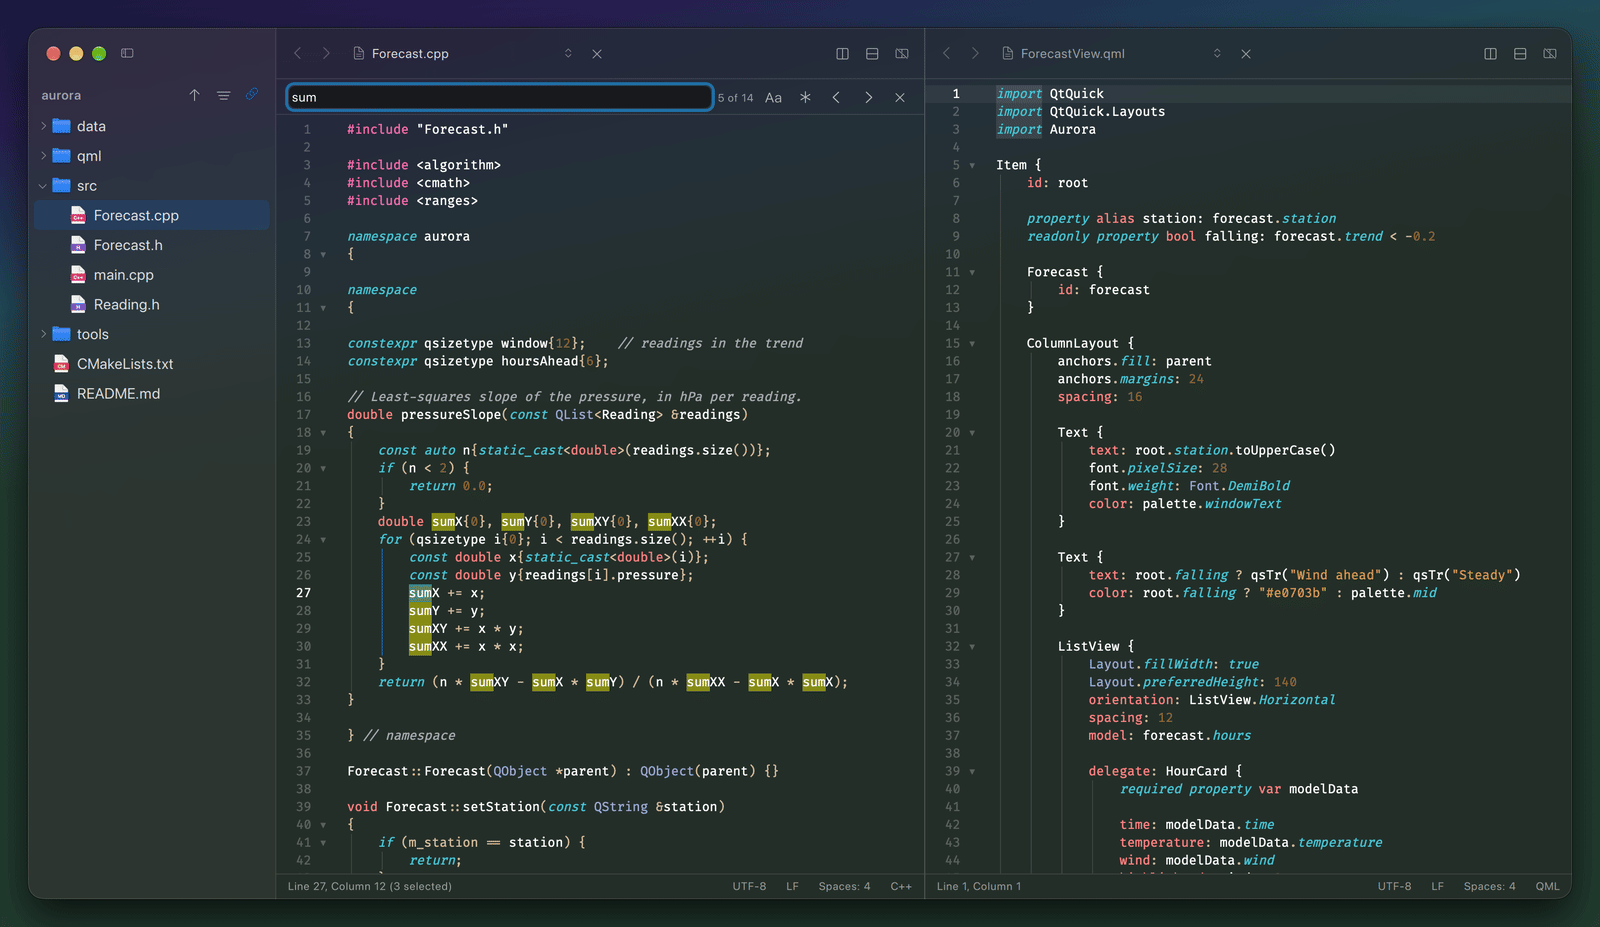 aurora
data
qml
src
Forecast.cpp
Forecast.h
main.cpp
Reading.h
tools
CMakeLists.txt
README.md
Forecast.cpp
sum
5 of 14 Aa
1 #include "Forecast.h"
2
3 #include <algorithm>
4 #include <cmath>
5 #include <ranges>
6
7 namespace aurora
8 {
9
10 namespace
11 {
12
13 constexpr qsizetype window{12};    // readings in the trend
14 constexpr qsizetype hoursAhead{6};
15
16 // Least-squares slope of the pressure, in hPa per reading.
17 double pressureSlope(const QList<Reading> &readings)
18 {
19     const auto n{static_cast<double>(readings.size())};
20     if (n < 2) {
21         return 0.0;
22     }
23     double sumX{0}, sumY{0}, sumXY{0}, sumXX{0};
24     for (qsizetype i{0}; i < readings.size(); ++i) {
25         const double x{static_cast<double>(i)};
26         const double y{readings[i].pressure};
27         sumX += x;
28         sumY += y;
29         sumXY += x * y;
30         sumXX += x * x;
31     }
32     return (n * sumXY - sumX * sumY) / (n * sumXX - sumX * sumX);
33 }
34
35 } // namespace
36
37 Forecast::Forecast(QObject *parent) : QObject(parent) {}
38
39 void Forecast::setStation(const QString &station)
40 {
41     if (m_station == station) {
42         return;
Line 27, Column 12 (3 selected)
UTF-8 LF Spaces: 4 C++
ForecastView.qml
1 import QtQuick
2 import QtQuick.Layouts
3 import Aurora
4
5 Item {
6     id: root
7
8     property alias station: forecast.station
9     readonly property bool falling: forecast.trend < -0.2
10
11     Forecast {
12         id: forecast
13     }
14
15     ColumnLayout {
16         anchors.fill: parent
17         anchors.margins: 24
18         spacing: 16
19
20         Text {
21             text: root.station.toUpperCase()
22             font.pixelSize: 28
23             font.weight: Font.DemiBold
24             color: palette.windowText
25         }
26
27         Text {
28             text: root.falling ? qsTr("Wind ahead") : qsTr("Steady")
29             color: root.falling ? "#e0703b" : palette.mid
30         }
31
32         ListView {
33             Layout.fillWidth: true
34             Layout.preferredHeight: 140
35             orientation: ListView.Horizontal
36             spacing: 12
37             model: forecast.hours
38
39             delegate: HourCard {
40                 required property var modelData
41
42                 time: modelData.time
43                 temperature: modelData.temperature
44                 wind: modelData.wind
Line 1, Column 1
UTF-8 LF Spaces: 4 QML